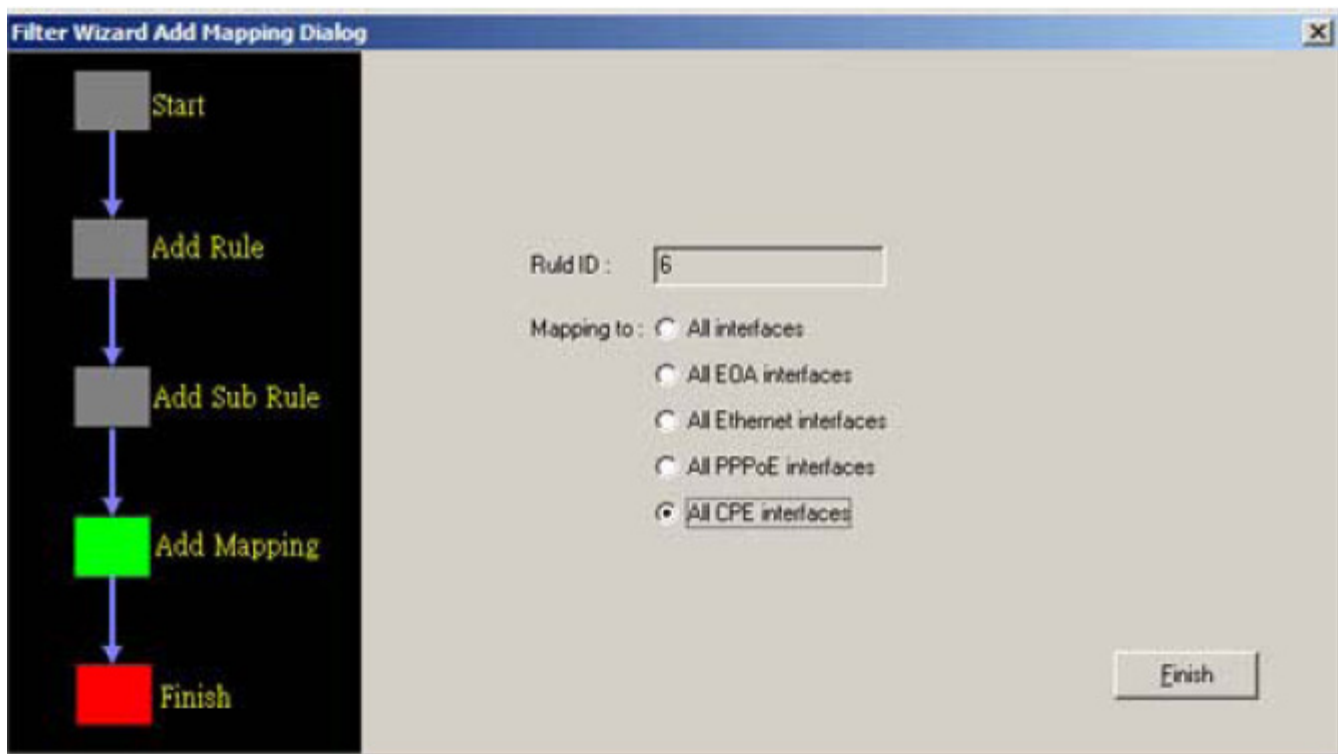 Filter Wizard Add Mapping Dialog
Start
Add Rule
Add Sub Rule
Add Mapping
Finish
Ruld ID : 6
Mapping to : All interfaces
All EOA interfaces
All Ethernet interfaces
All PPPoE interfaces
All CPE interfaces
Finish